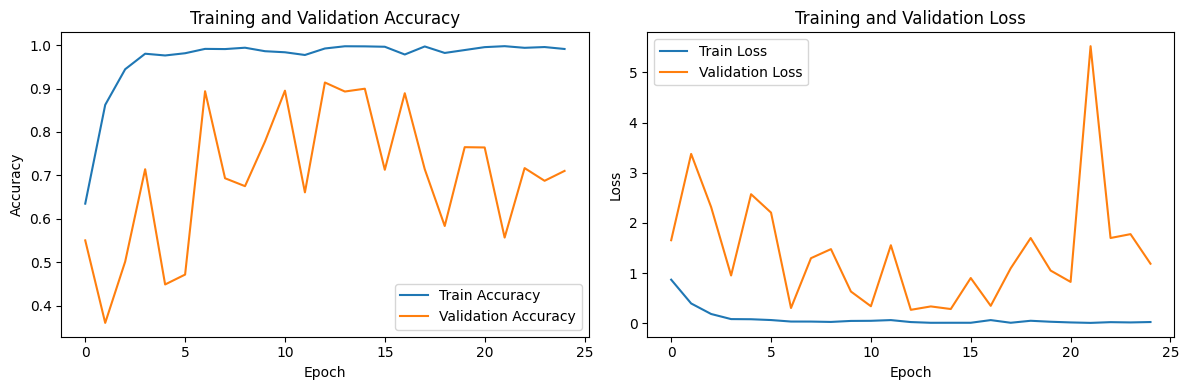 Training and Validation Accuracy
1.0
0.9
0.8
0.7
0.6
0.5
0.4
Accuracy
0
5
10
15
20
25
Epoch
Train Accuracy
Validation Accuracy
Training and Validation Loss
Train Loss
Validation Loss
5
4
3
2
1
0
Loss
0
5
10
15
20
25
Epoch